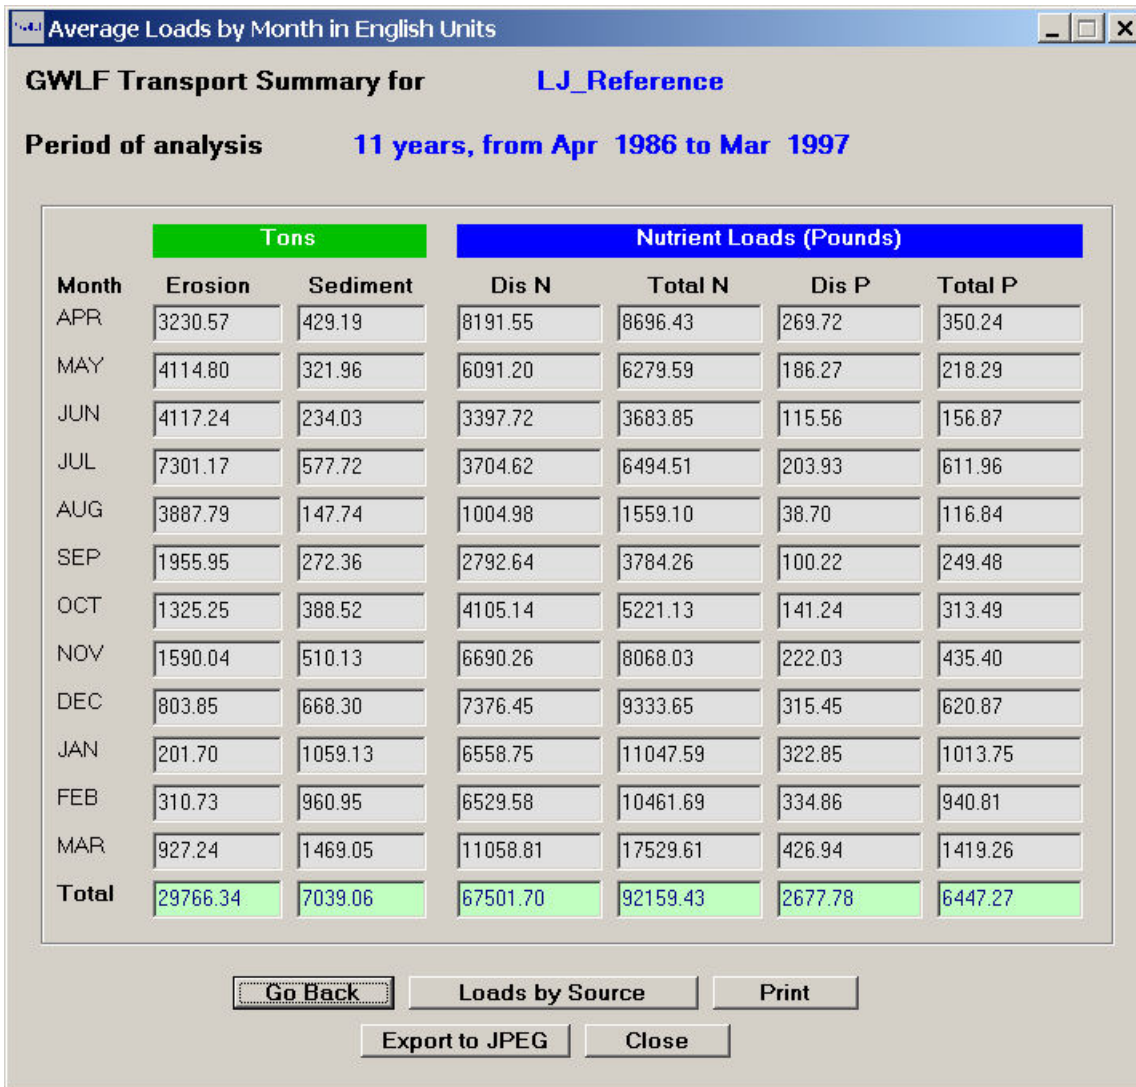 Average Loads by Month in English Units
GWLF Transport Summary for LJ_Reference
Period of analysis 11 years, from Apr 1986 to Mar 1997
Tons Nutrient Loads (Pounds)
Month Erosion Sediment Dis N Total N Dis P Total P
APR 3230.57 429.19 8191.55 8696.43 269.72 350.24
MAY 4114.80 321.96 6091.20 6279.59 186.27 218.29
JUN 4117.24 234.03 3397.72 3683.85 115.56 156.87
JUL 7301.17 577.72 3704.62 6494.51 203.93 611.96
AUG 3887.79 147.74 1004.98 1559.10 38.70 116.84
SEP 1955.95 272.36 2792.64 3784.26 100.22 249.48
OCT 1325.25 388.52 4105.14 5221.13 141.24 313.49
NOV 1590.04 510.13 6690.26 8068.03 222.03 435.40
DEC 803.85 668.30 7376.45 9333.65 315.45 620.87
JAN 201.70 1059.13 6558.75 11047.59 322.85 1013.75
FEB 310.73 960.95 6529.58 10461.69 334.86 940.81
MAR 927.24 1469.05 11058.81 17529.61 426.94 1419.26
Total 29766.34 7039.06 67501.70 92159.43 2677.78 6447.27
Go Back Loads by Source Print
Export to JPEG Close